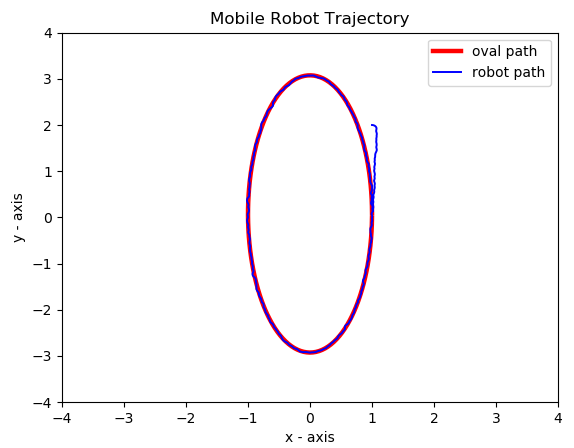 Mobile Robot Trajectory
oval path
robot path
4
3
2
1
0
−1
−2
−3
−4
y - axis
−4 −3 −2 −1 0 1 2 3 4
x - axis